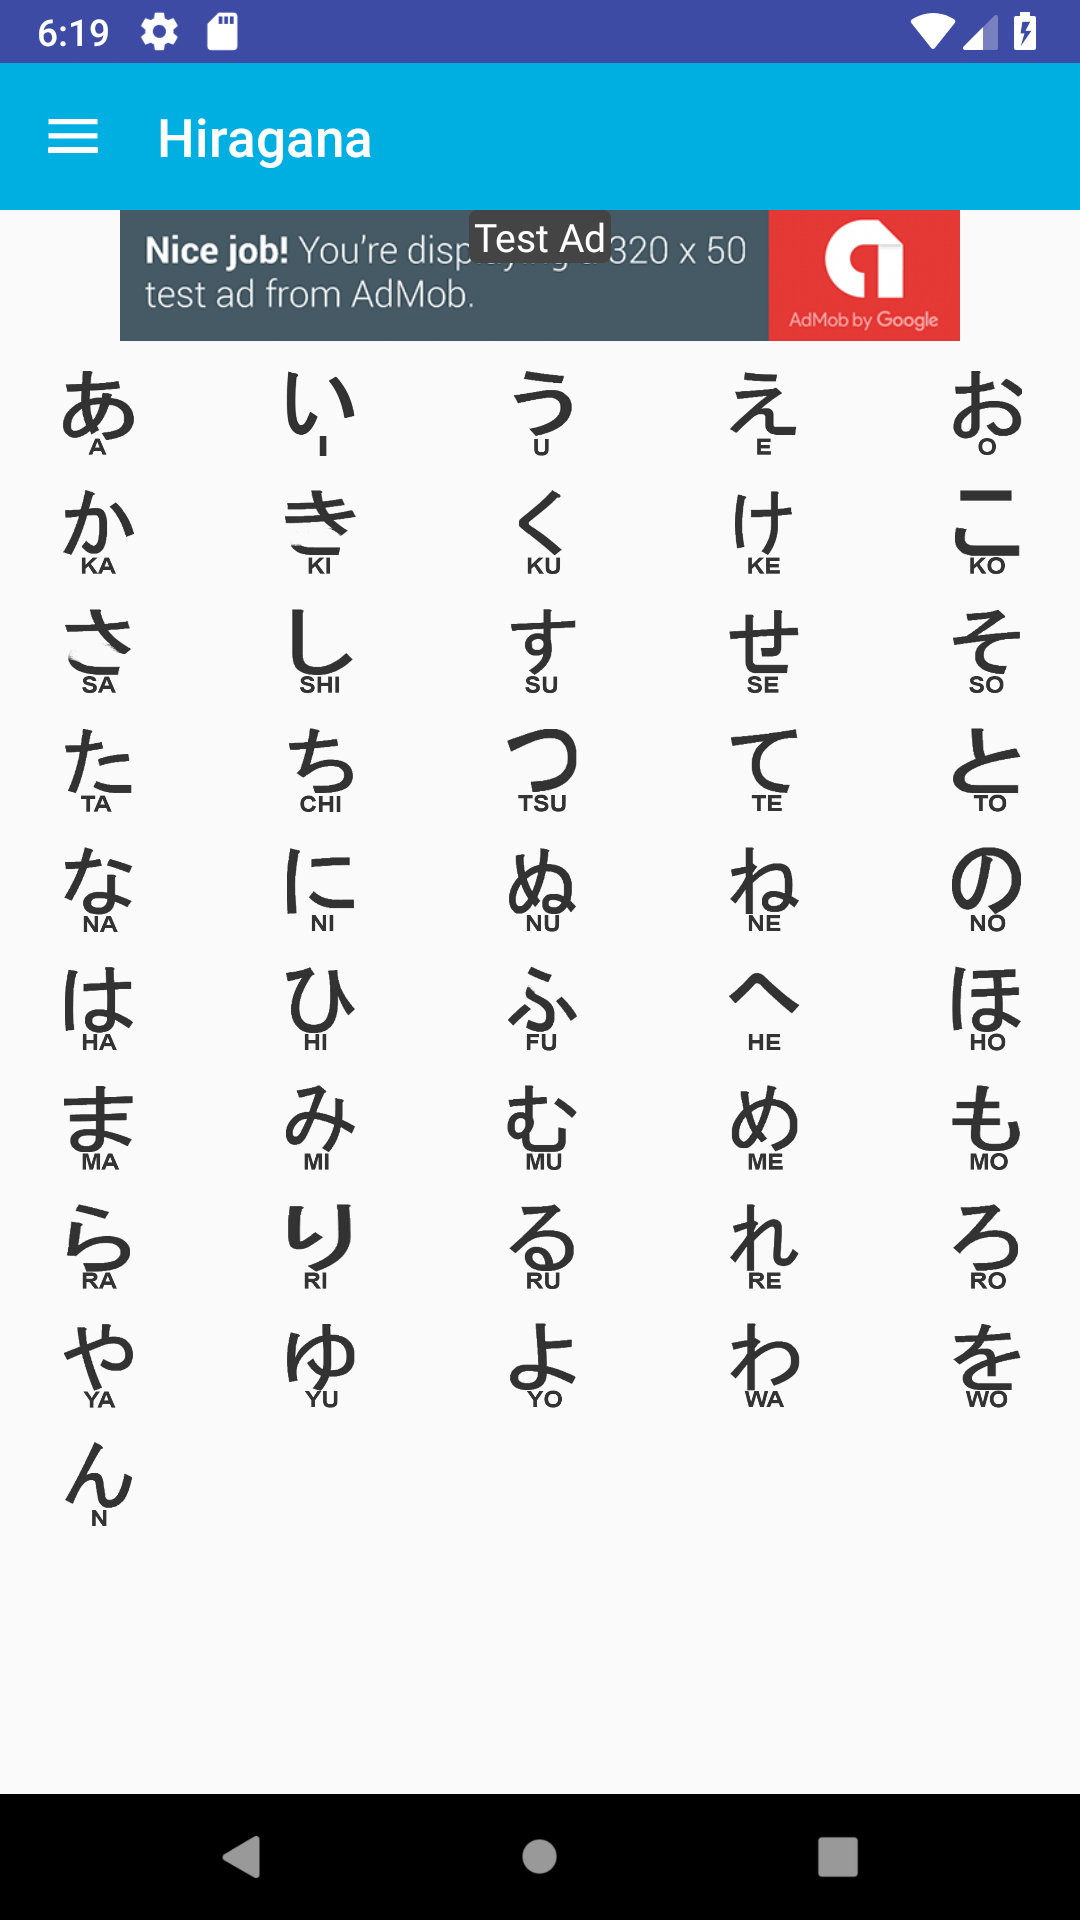 6:19
Hiragana
Test Ad
Nice job! You're displaying a 320 x 50
test ad from AdMob.
AdMob by Google
あ い う え お
A I U E O
か き く け こ
KA KI KU KE KO
さ し す せ そ
SA SHI SU SE SO
た ち つ て と
TA CHI TSU TE TO
な に ぬ ね の
NA NI NU NE NO
は ひ ふ へ ほ
HA HI FU HE HO
ま み む め も
MA MI MU ME MO
ら り る れ ろ
RA RI RU RE RO
や ゆ よ わ を
YA YU YO WA WO
ん
N